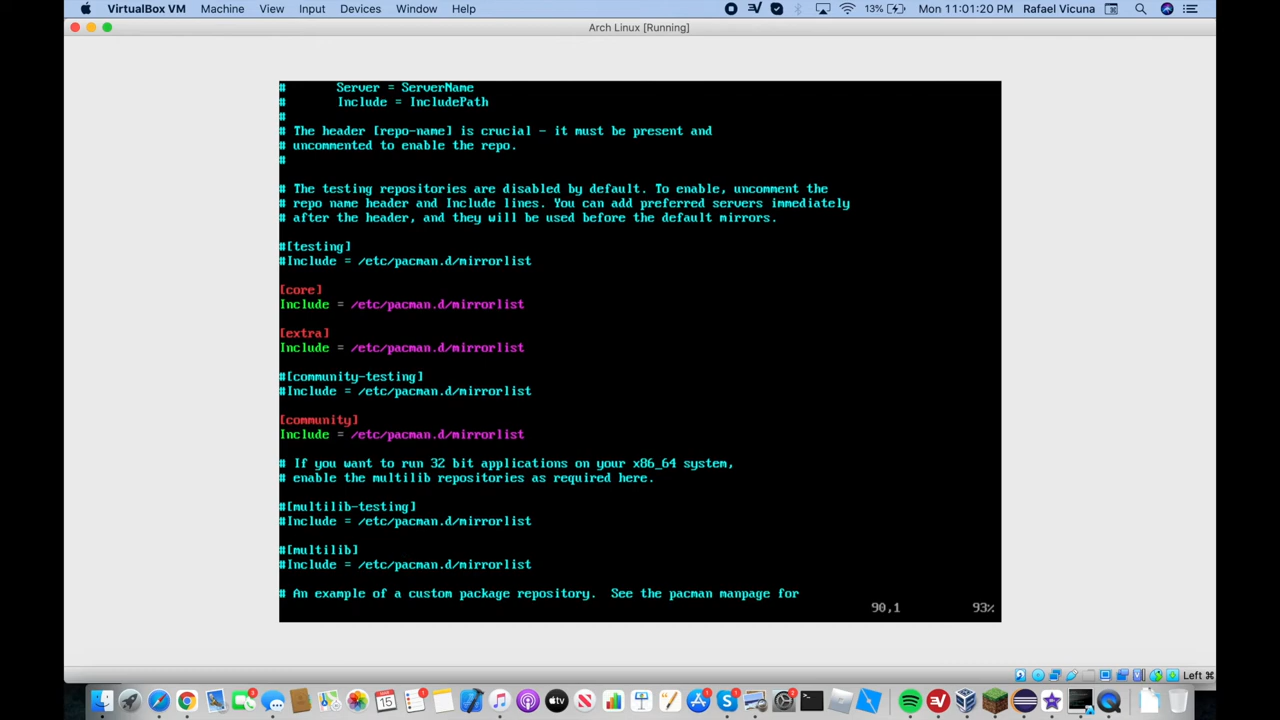 VirtualBox VM Machine View Input Devices Window Help 13% Mon 11:01:20 PM Rafael Vicuna
Arch Linux [Running]
#       Server = ServerName
#       Include = IncludePath
#
# The header [repo-name] is crucial - it must be present and
# uncommented to enable the repo.
#
# The testing repositories are disabled by default. To enable, uncomment the
# repo name header and Include lines. You can add preferred servers immediately
# after the header, and they will be used before the default mirrors.
#[testing]
#Include = /etc/pacman.d/mirrorlist
[core]
Include = /etc/pacman.d/mirrorlist
[extra]
Include = /etc/pacman.d/mirrorlist
#[community-testing]
#Include = /etc/pacman.d/mirrorlist
[community]
Include = /etc/pacman.d/mirrorlist
# If you want to run 32 bit applications on your x86_64 system,
# enable the multilib repositories as required here.
#[multilib-testing]
#Include = /etc/pacman.d/mirrorlist
#[multilib]
#Include = /etc/pacman.d/mirrorlist
# An example of a custom package repository.  See the pacman manpage for
90,1 93%
Left ⌘